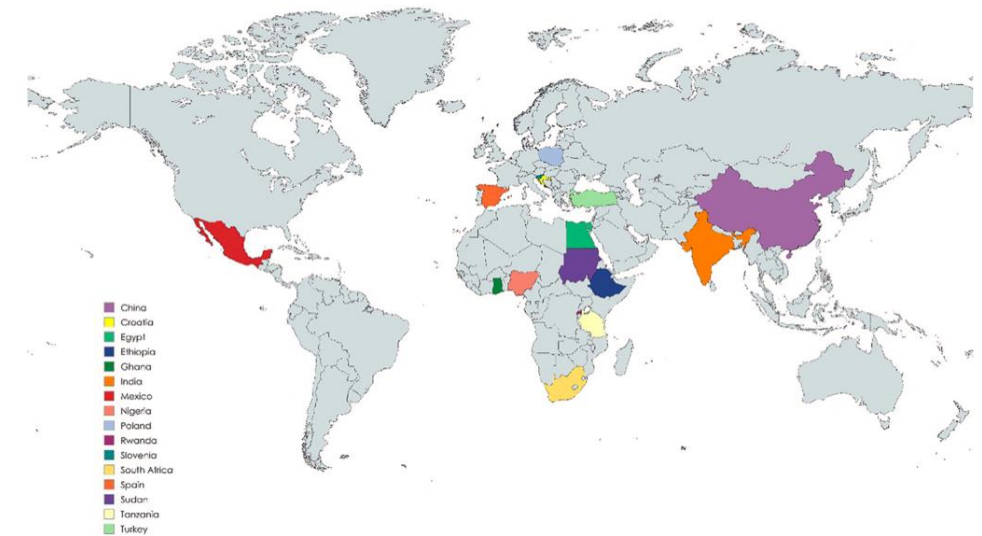 China
Croatia
Egypt
Ethiopia
Ghana
India
Mexico
Nigeria
Poland
Rwanda
Slovenia
South Africa
Spain
Sudan
Tanzania
Turkey